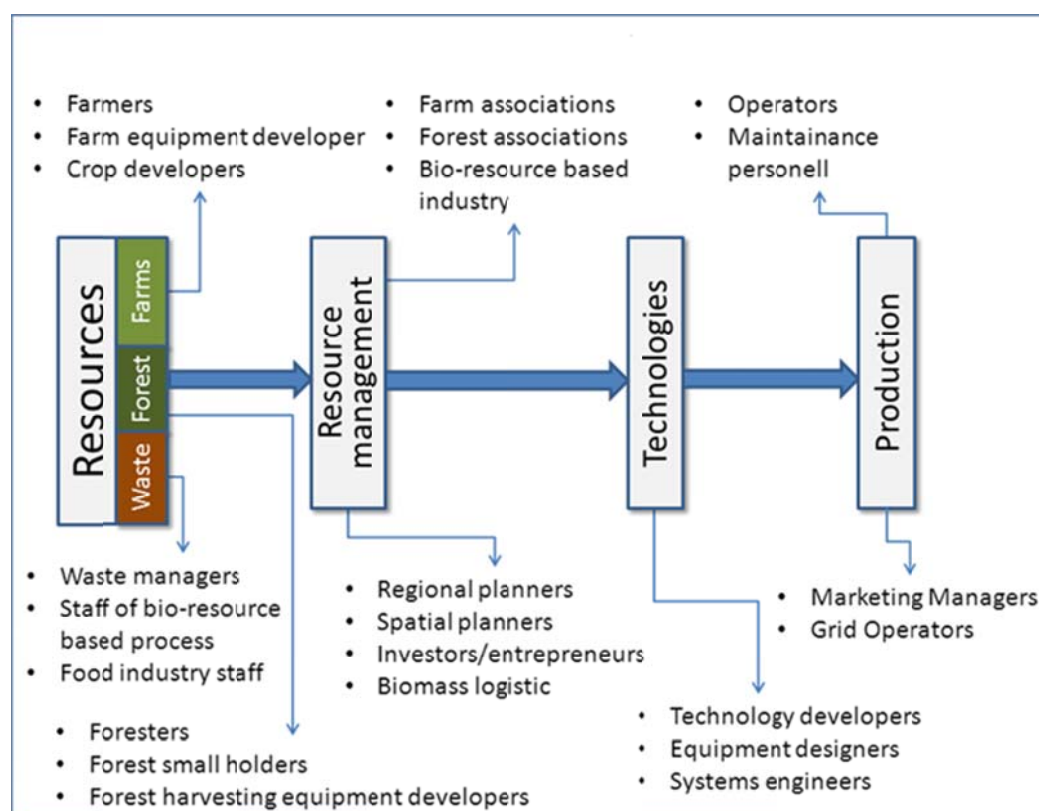 • Farmers
• Farm equipment developer
• Crop developers
• Farm associations
• Forest associations
• Bio-resource based
industry
• Operators
• Maintainance
personell
Resources
Farms
Forest
Waste
Resource
management
Technologies
Production
• Waste managers
• Staff of bio-resource
based process
• Food industry staff
• Foresters
• Forest small holders
• Forest harvesting equipment developers
• Regional planners
• Spatial planners
• Investors/entrepreneurs
• Biomass logistic
• Technology developers
• Equipment designers
• Systems engineers
• Marketing Managers
• Grid Operators